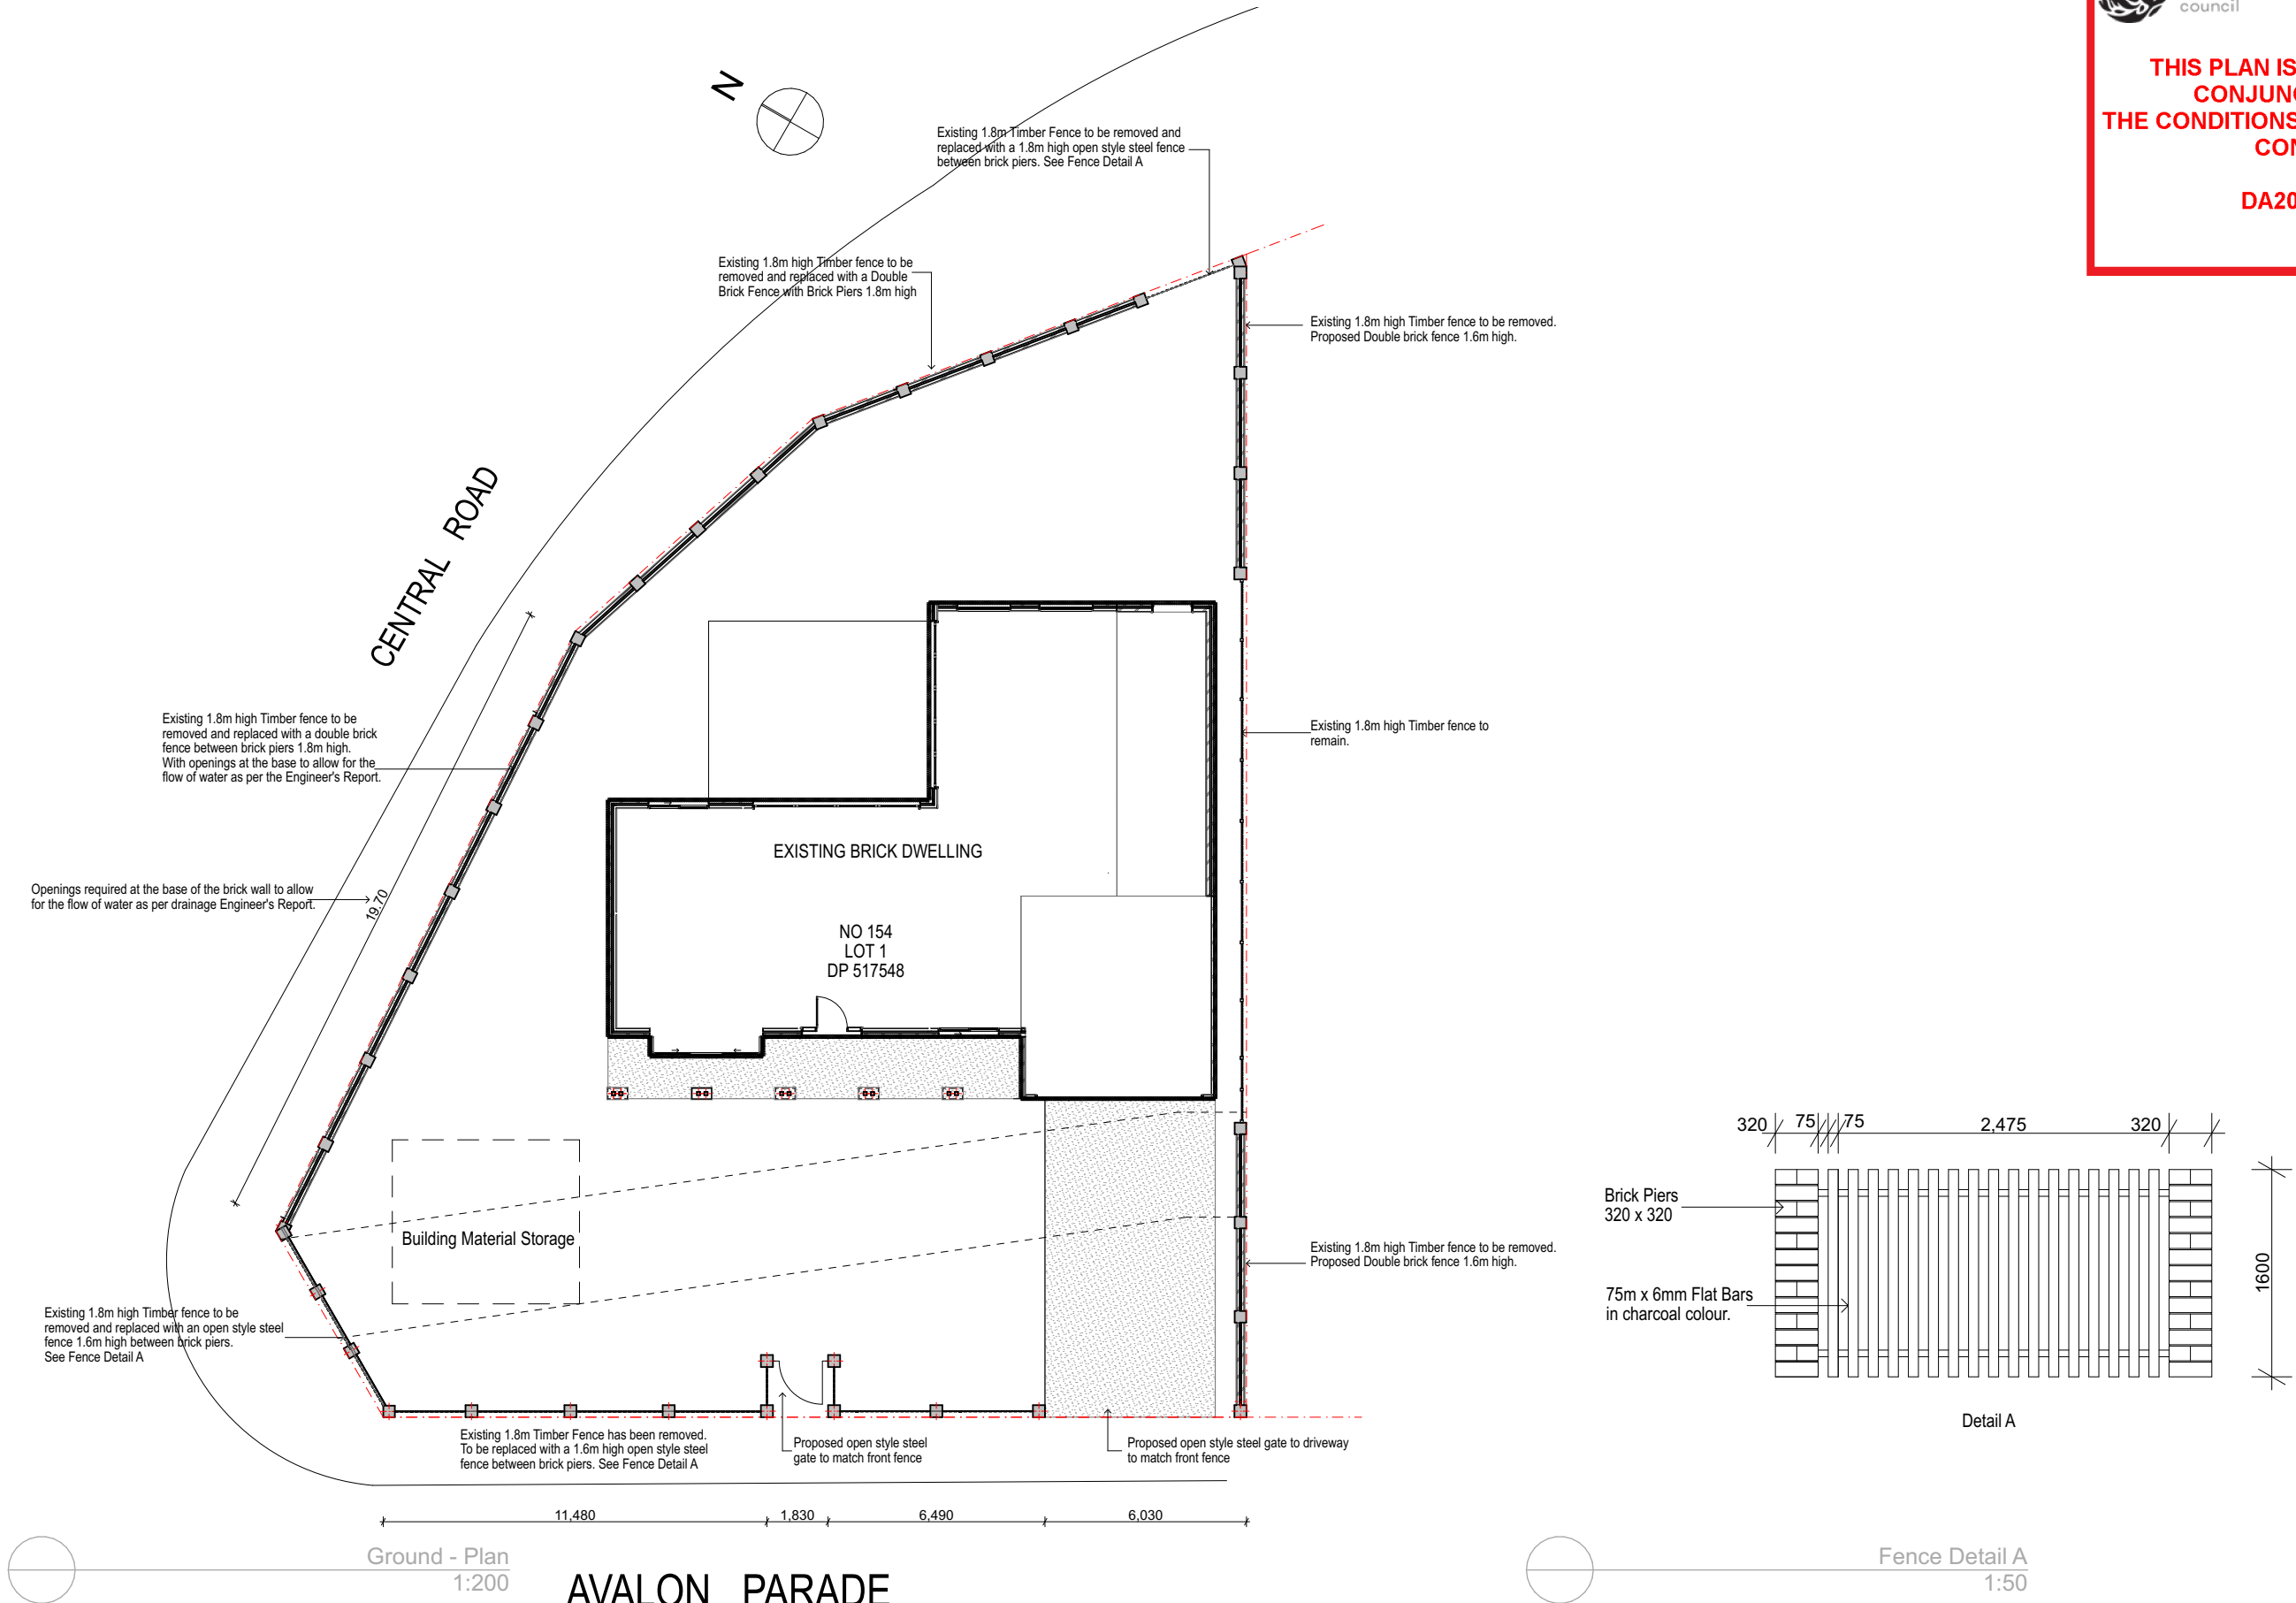 council
THIS PLAN IS
CONJUN
THE CONDITIONS
CON
DA20
N
Existing 1.8m Timber Fence to be removed and
replaced with a 1.8m high open style steel fence
between brick piers. See Fence Detail A
Existing 1.8m high Timber fence to be
removed and replaced with a Double
Brick Fence with Brick Piers 1.8m high
Existing 1.8m high Timber fence to be removed.
Proposed Double brick fence 1.6m high.
CENTRAL ROAD
Existing 1.8m high Timber fence to be
removed and replaced with a double brick
fence between brick piers 1.8m high.
With openings at the base to allow for the
flow of water as per the Engineer's Report.
Existing 1.8m high Timber fence to
remain.
EXISTING BRICK DWELLING
Openings required at the base of the brick wall to allow
for the flow of water as per drainage Engineer's Report.
19.70
NO 154
LOT 1
DP 517548
Building Material Storage
Existing 1.8m high Timber fence to be removed.
Proposed Double brick fence 1.6m high.
Existing 1.8m high Timber fence to be
removed and replaced with an open style steel
fence 1.6m high between brick piers.
See Fence Detail A
Existing 1.8m Timber Fence has been removed.
To be replaced with a 1.6m high open style steel
fence between brick piers. See Fence Detail A
Proposed open style steel
gate to match front fence
Proposed open style steel gate to driveway
to match front fence
11,480
1,830
6,490
6,030
Ground - Plan
1:200
AVALON PARADE
320
75
75
2,475
320
Brick Piers
320 x 320
75m x 6mm Flat Bars
in charcoal colour.
1600
Detail A
Fence Detail A
1:50